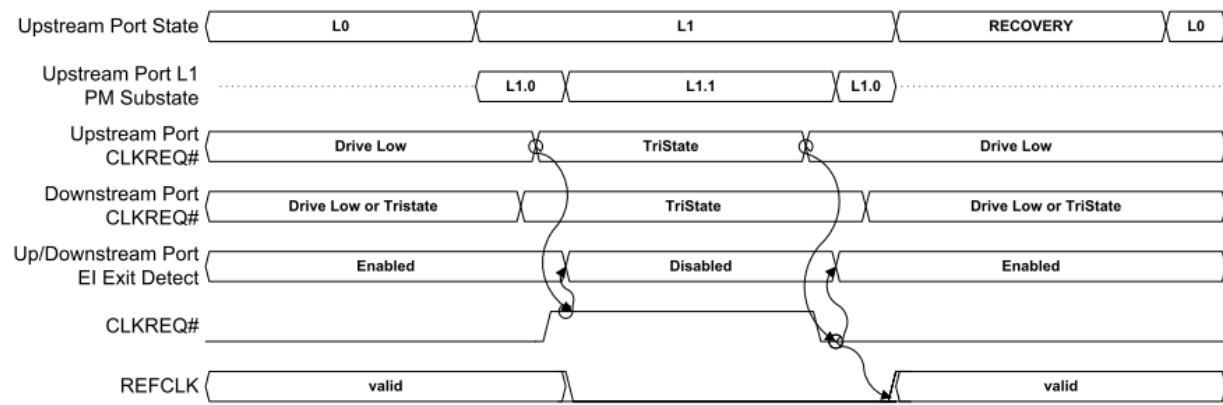 Upstream Port State L0 L1 RECOVERY L0
Upstream Port L1
PM Substate
L1.0 L1.1 L1.0
Upstream Port
CLKREQ#
Drive Low TriState Drive Low
Downstream Port
CLKREQ#
Drive Low or Tristate TriState Drive Low or TriState
Up/Downstream Port
EI Exit Detect
Enabled Disabled Enabled
CLKREQ#
REFCLK valid valid